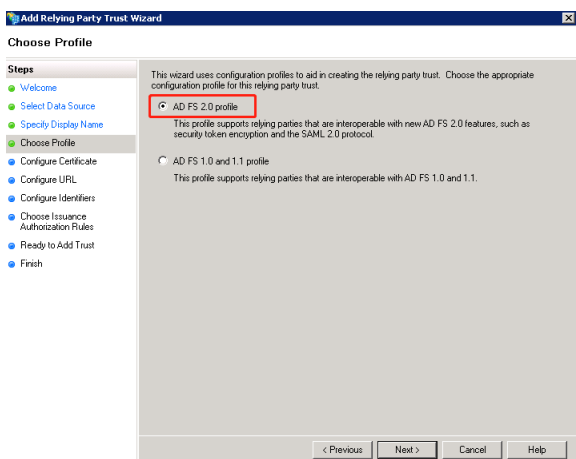 Add Relying Party Trust Wizard
Choose Profile
Steps
Welcome
Select Data Source
Specify Display Name
Choose Profile
Configure Certificate
Configure URL
Configure Identifiers
Choose Issuance
Authorization Rules
Ready to Add Trust
Finish
This wizard uses configuration profiles to aid in creating the relying party trust. Choose the appropriate
configuration profile for this relying party trust.
AD FS 2.0 profile
This profile supports relying parties that are interoperable with new AD FS 2.0 features, such as
security token encryption and the SAML 2.0 protocol.
AD FS 1.0 and 1.1 profile
This profile supports relying parties that are interoperable with AD FS 1.0 and 1.1.
< Previous
Next >
Cancel
Help